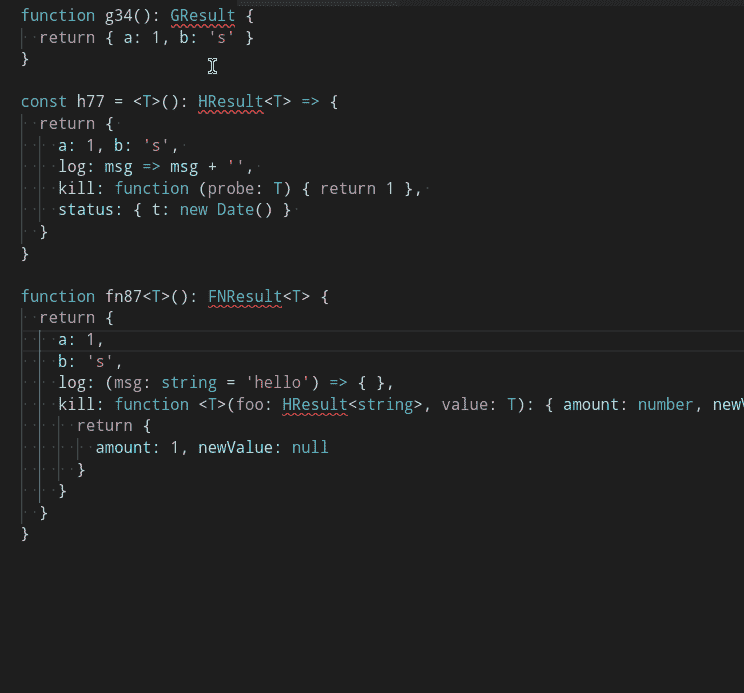 function g34(): GResult {
  return { a: 1, b: 's' }
}
const h77 = <T>(): HResult<T> => {
  return {
    a: 1, b: 's',
    log: msg => msg + '',
    kill: function (probe: T) { return 1 },
    status: { t: new Date() }
  }
}
function fn87<T>(): FNResult<T> {
  return {
    a: 1,
    b: 's',
    log: (msg: string = 'hello') => { },
    kill: function <T>(foo: HResult<string>, value: T): { amount: number, new
      return {
        amount: 1, newValue: null
      }
    }
  }
}